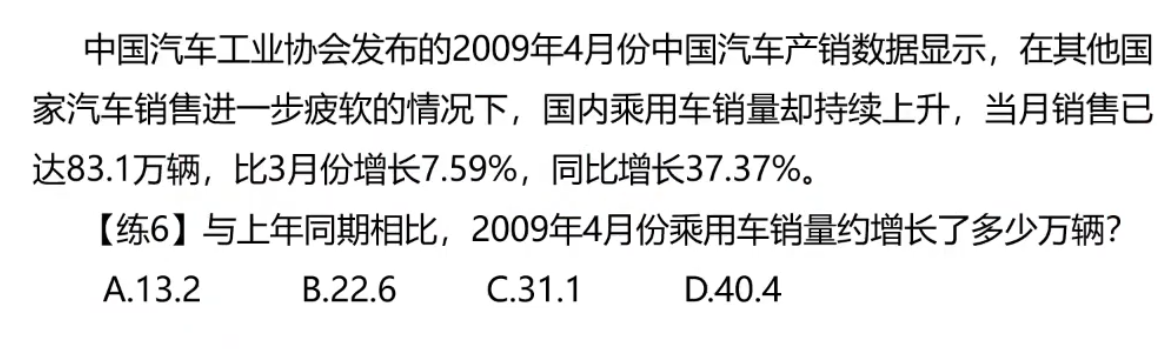 中国汽车工业协会发布的2009年4月份中国汽车产销数据显示，在其他国
家汽车销售进一步疲软的情况下，国内乘用车销量却持续上升，当月销售已
达83.1万辆，比3月份增长7.59%，同比增长37.37%。
【练6】与上年同期相比，2009年4月份乘用车销量约增长了多少万辆？
A.13.2 B.22.6 C.31.1 D.40.4